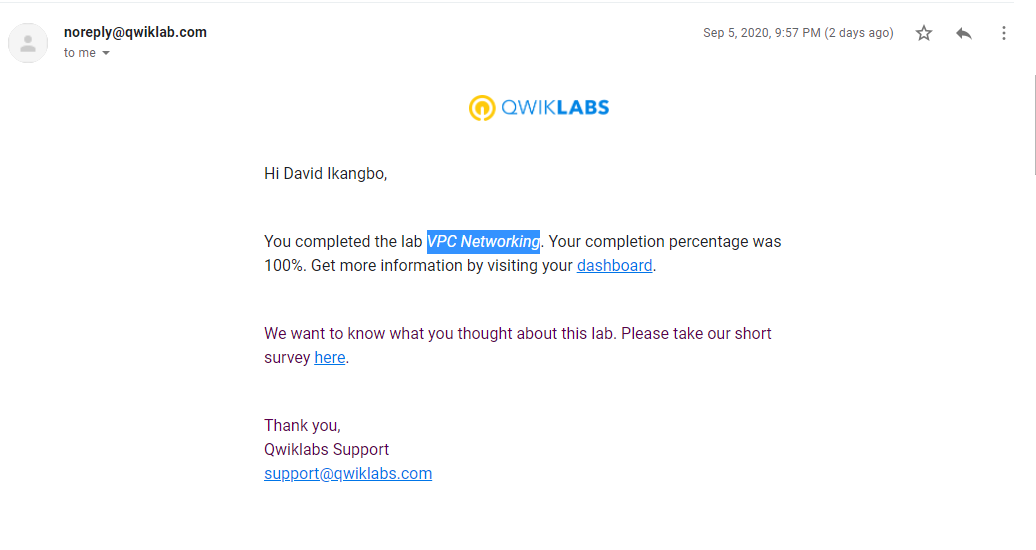 noreply@qwiklab.com
Sep 5, 2020, 9:57 PM (2 days ago)
to me
QWIKLABS
Hi David Ikangbo,
You completed the lab VPC Networking. Your completion percentage was
100%. Get more information by visiting your dashboard.
We want to know what you thought about this lab. Please take our short
survey here.
Thank you,
Qwiklabs Support
support@qwiklabs.com